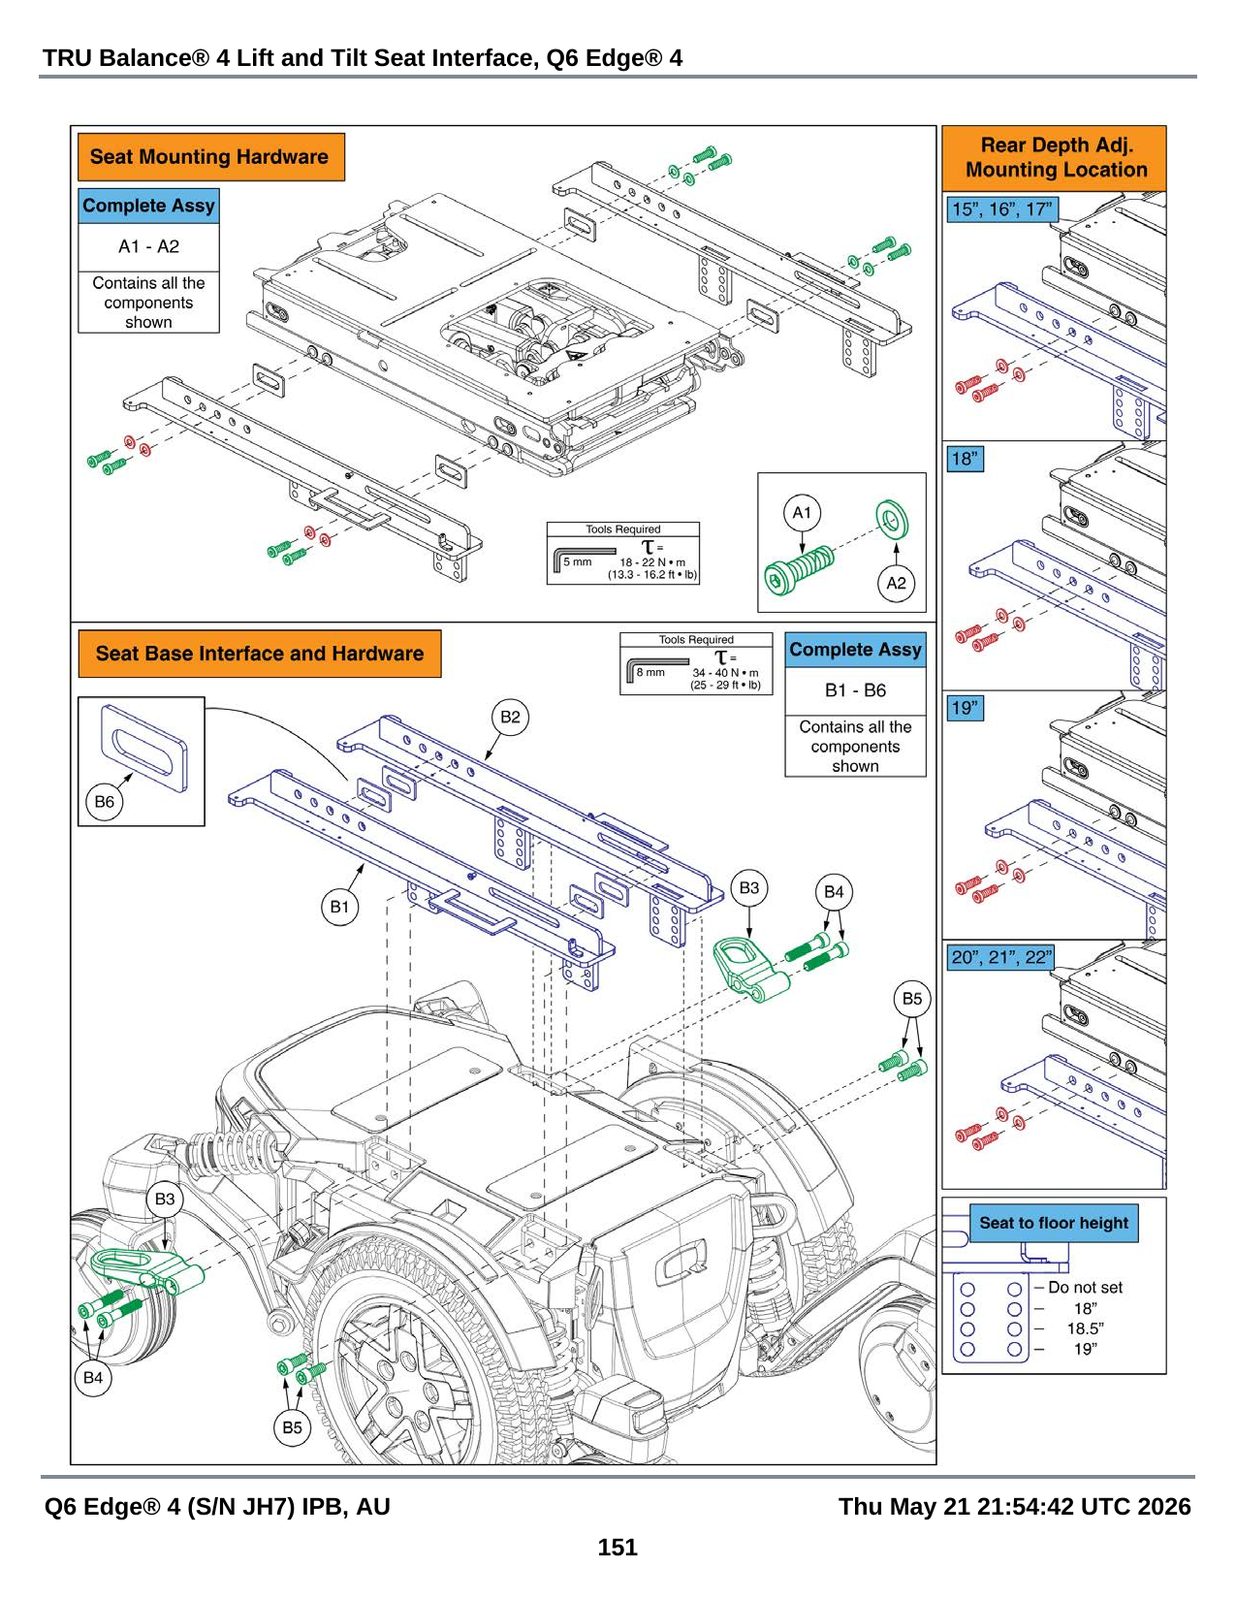 TRU Balance® 4 Lift and Tilt Seat Interface, Q6 Edge® 4
Seat Mounting Hardware
Complete Assy
A1 - A2
Contains all the
components
shown
Tools Required
5 mm
τ =
18 - 22 N • m
(13.3 - 16.2 ft • lb)
A1
A2
Rear Depth Adj.
Mounting Location
15”, 16”, 17”
18”
19”
20”, 21”, 22”
Seat Base Interface and Hardware
Tools Required
8 mm
τ =
34 - 40 N • m
(25 - 29 ft • lb)
Complete Assy
B1 - B6
Contains all the
components
shown
B6
B2
B1
B3
B4
B5
B3
B4
B5
Seat to floor height
Do not set
18”
18.5”
19”
Q6 Edge® 4 (S/N JH7) IPB, AU
Thu May 21 21:54:42 UTC 2026
151